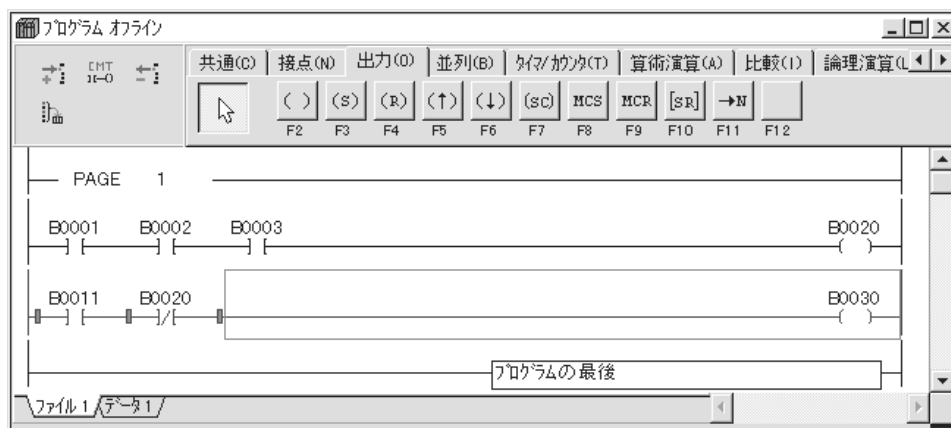 プログラム オフライン
CMT
共通(C) 接点(N) 出力(O) 並列(B) タイマ/カウンタ(T) 算術演算(A) 比較(I) 論理演算(L
( ) (S) (R) (↑) (↓) (SC) MCS MCR [SR] →N
F2 F3 F4 F5 F6 F7 F8 F9 F10 F11 F12
PAGE 1
B0001 B0002 B0003 B0020
B0011 B0020 B0030
プログラムの最後
ファイル 1 データ 1